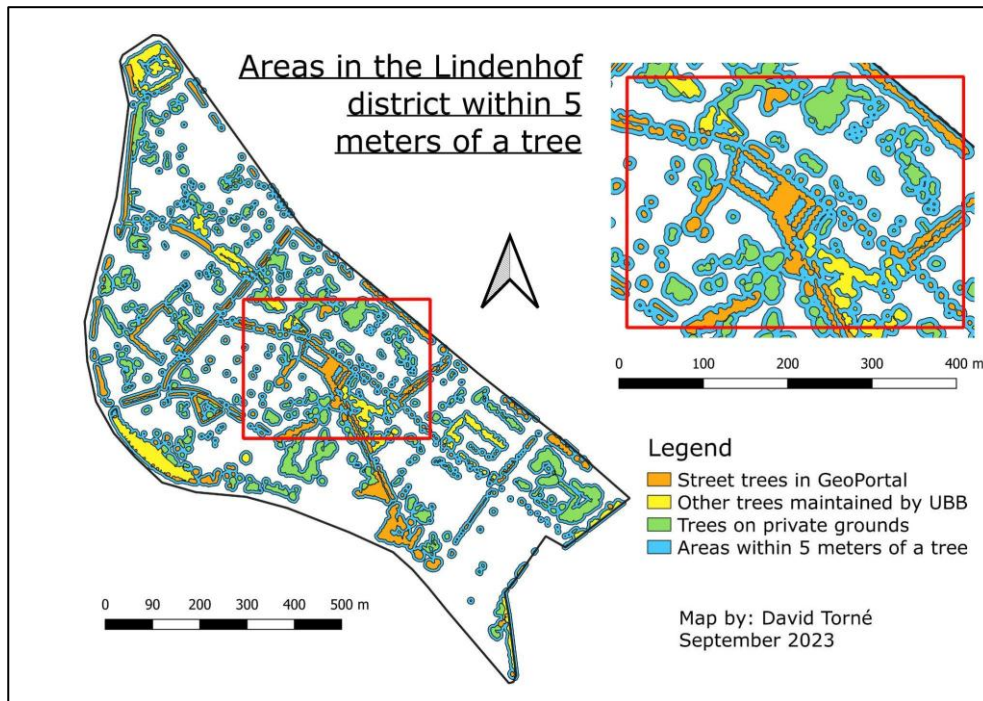 Areas in the Lindenhof
district within 5
meters of a tree
0 100 200 300 400 m
Legend
Street trees in GeoPortal
Other trees maintained by UBB
Trees on private grounds
Areas within 5 meters of a tree
0 90 200 300 400 500 m
Map by: David Torné
September 2023